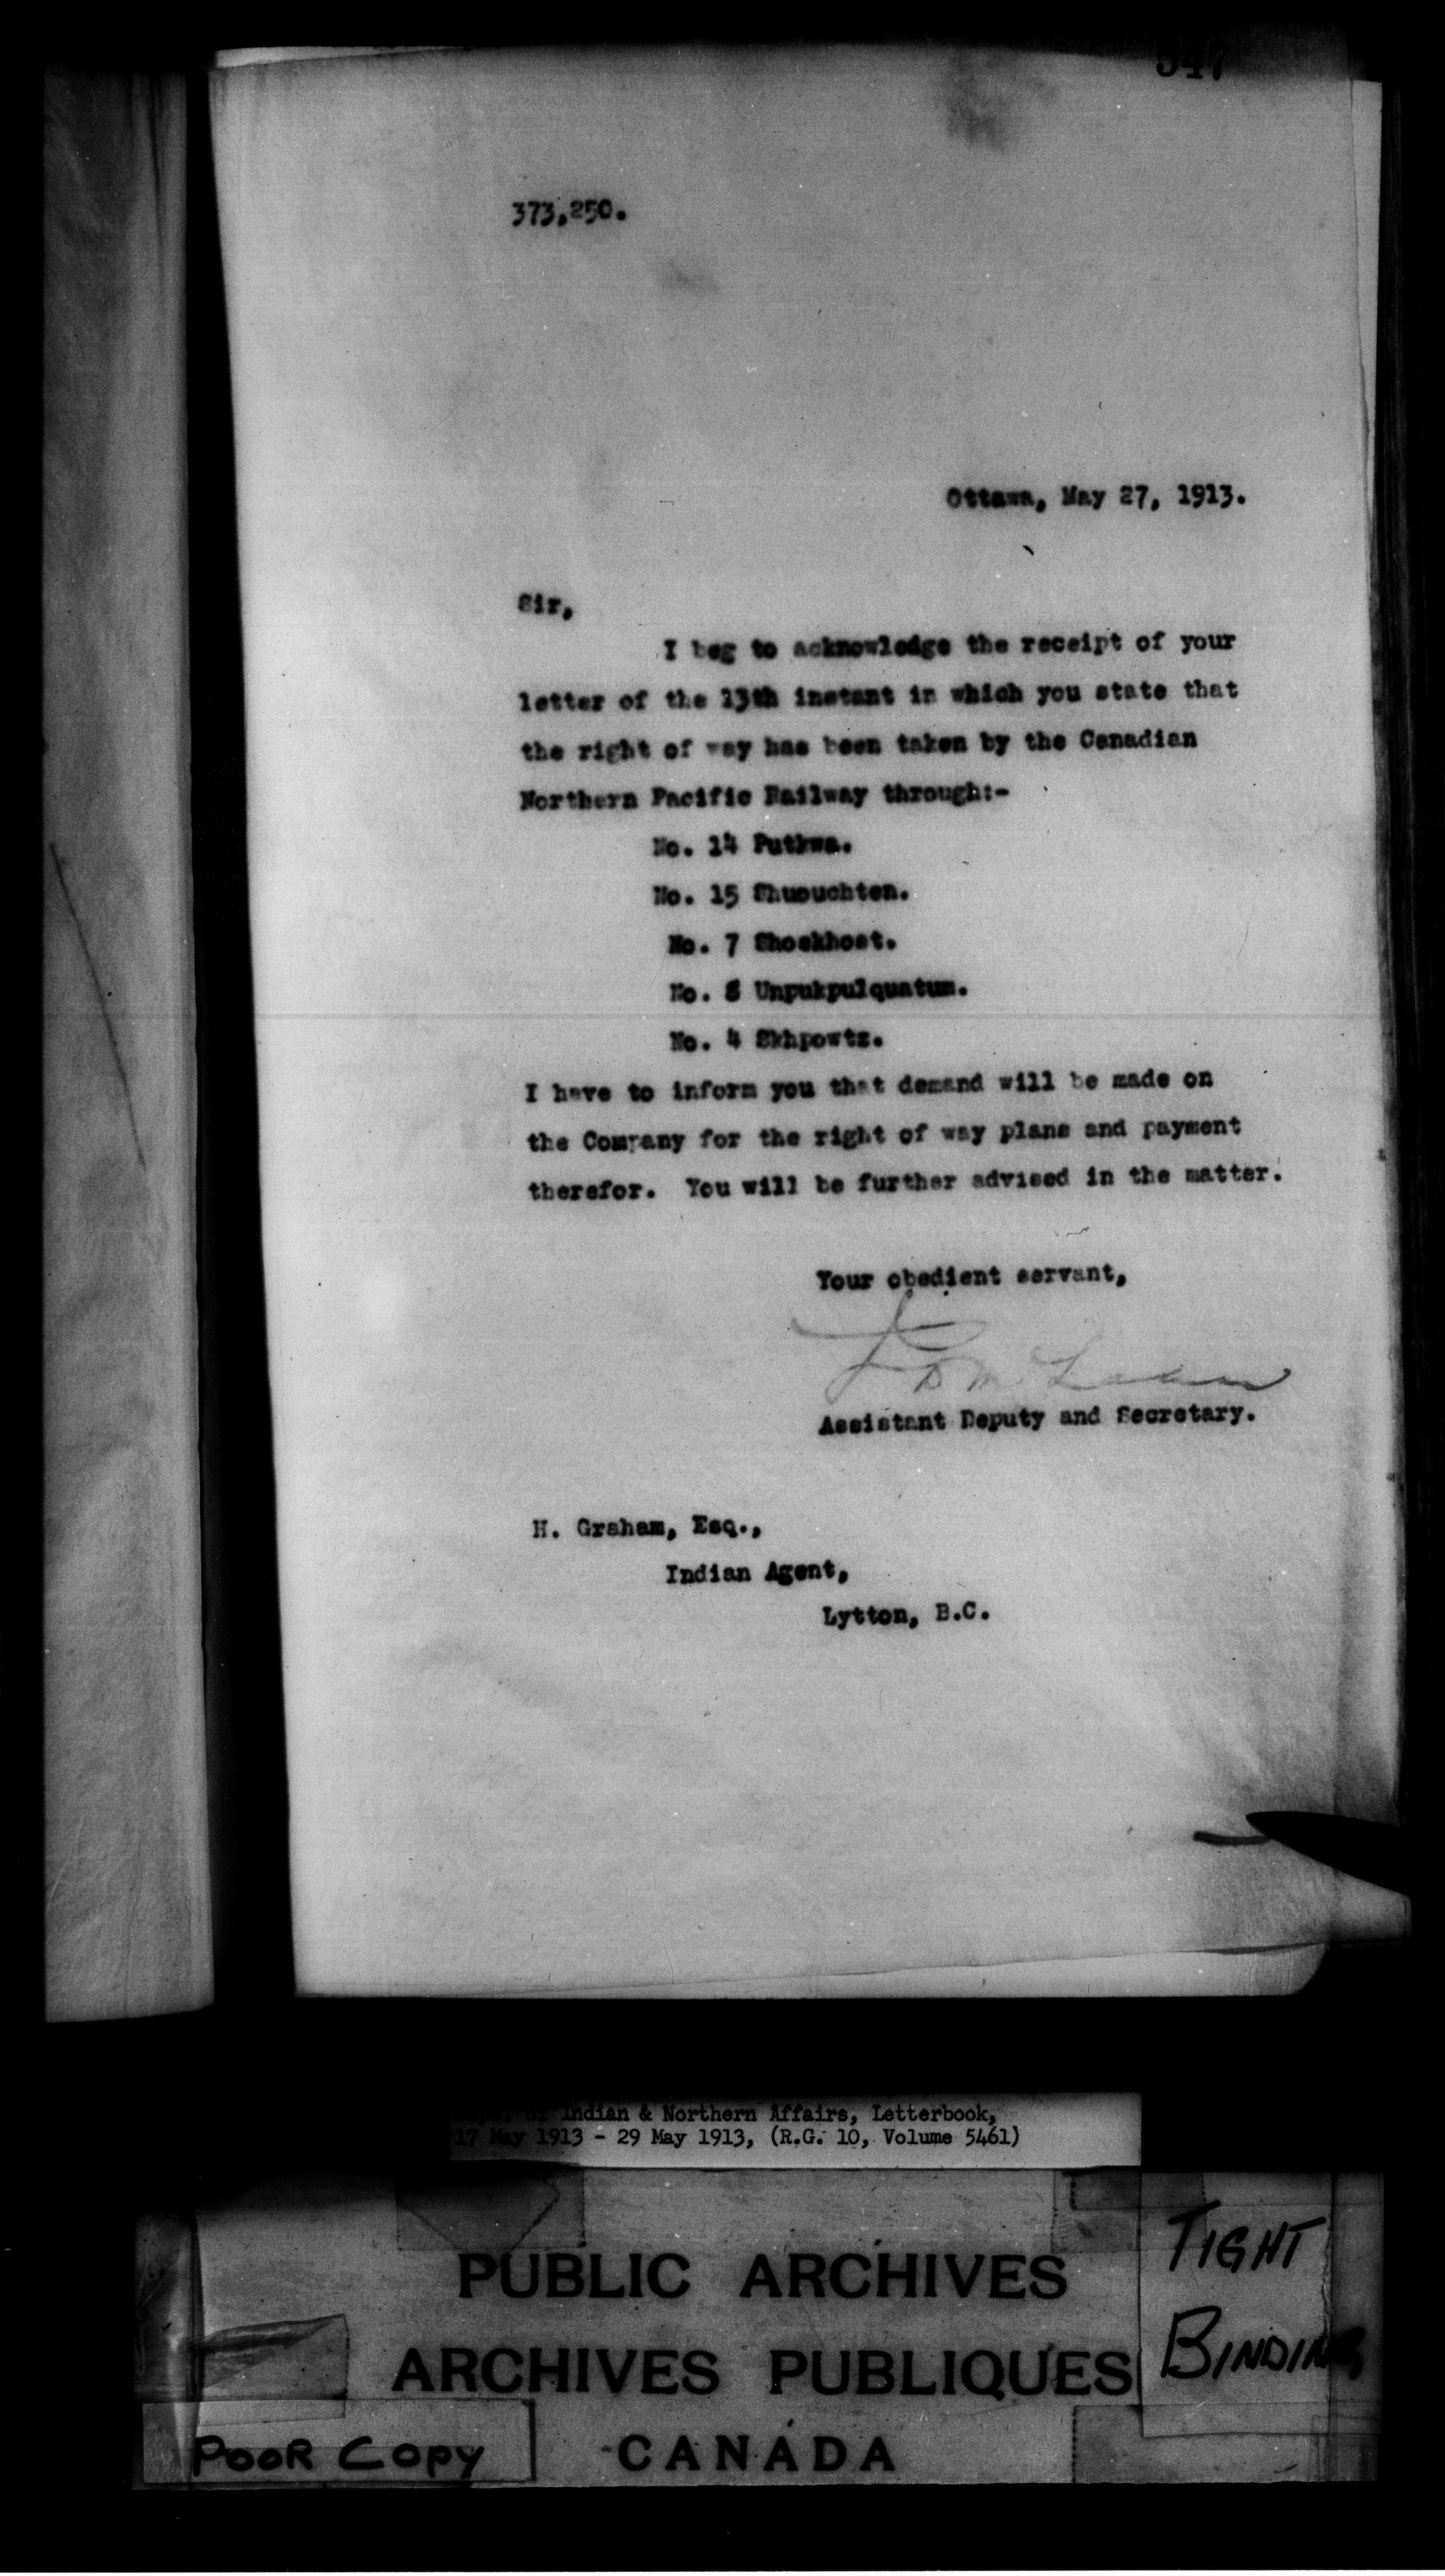 547
373,250.
Ottawa, May 27, 1913.
Sir,
I beg to acknowledge the receipt of your
letter of the 13th instant in which you state that
the right of way has been taken by the Canadian
Northern Pacific Railway through:-
No. 14 Puthwa.
No. 15 Shuouchten.
No. 7 Shoskhost.
No. 8 Unpukpulquatum.
No. 4 Skhpowtz.
I have to inform you that demand will be made on
the Company for the right of way plans and payment
therefor. You will be further advised in the matter.
Your obedient servant,
Assistant Deputy and Secretary.
H. Graham, Esq.,
Indian Agent,
Lytton, B.C.
of Indian & Northern Affairs, Letterbook,
17 May 1913 - 29 May 1913, (R.G. 10, Volume 5461)
PUBLIC ARCHIVES
ARCHIVES PUBLIQUES
CANADA
TIGHT
BINDING
POOR COPY